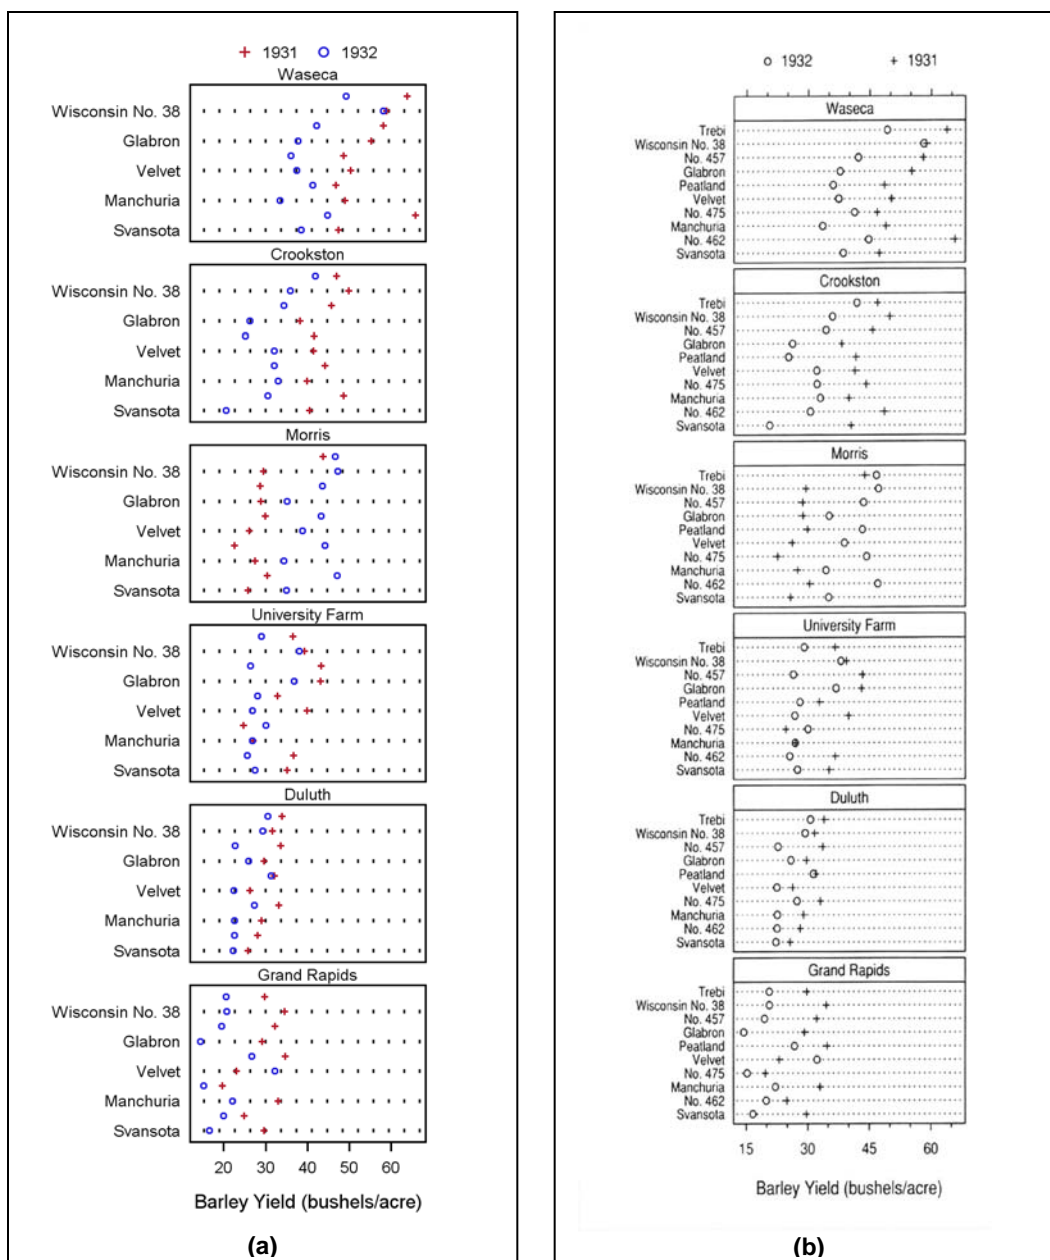 1931 1932
Waseca
Wisconsin No. 38
Glabron
Velvet
Manchuria
Svansota
Crookston
Wisconsin No. 38
Glabron
Velvet
Manchuria
Svansota
Morris
Wisconsin No. 38
Glabron
Velvet
Manchuria
Svansota
University Farm
Wisconsin No. 38
Glabron
Velvet
Manchuria
Svansota
Duluth
Wisconsin No. 38
Glabron
Velvet
Manchuria
Svansota
Grand Rapids
Wisconsin No. 38
Glabron
Velvet
Manchuria
Svansota
20 30 40 50 60
Barley Yield (bushels/acre)
(a)
1932 1931
Waseca
Trebi
Wisconsin No. 38
No. 457
Glabron
Peatland
Velvet
No. 475
Manchuria
No. 462
Svansota
Crookston
Trebi
Wisconsin No. 38
No. 457
Glabron
Peatland
Velvet
No. 475
Manchuria
No. 462
Svansota
Morris
Trebi
Wisconsin No. 38
No. 457
Glabron
Peatland
Velvet
No. 475
Manchuria
No. 462
Svansota
University Farm
Trebi
Wisconsin No. 38
No. 457
Glabron
Peatland
Velvet
No. 475
Manchuria
No. 462
Svansota
Duluth
Trebi
Wisconsin No. 38
No. 457
Glabron
Peatland
Velvet
No. 475
Manchuria
No. 462
Svansota
Grand Rapids
Trebi
Wisconsin No. 38
No. 457
Glabron
Peatland
Velvet
No. 475
Manchuria
No. 462
Svansota
15 30 45 60
Barley Yield (bushels/acre)
(b)